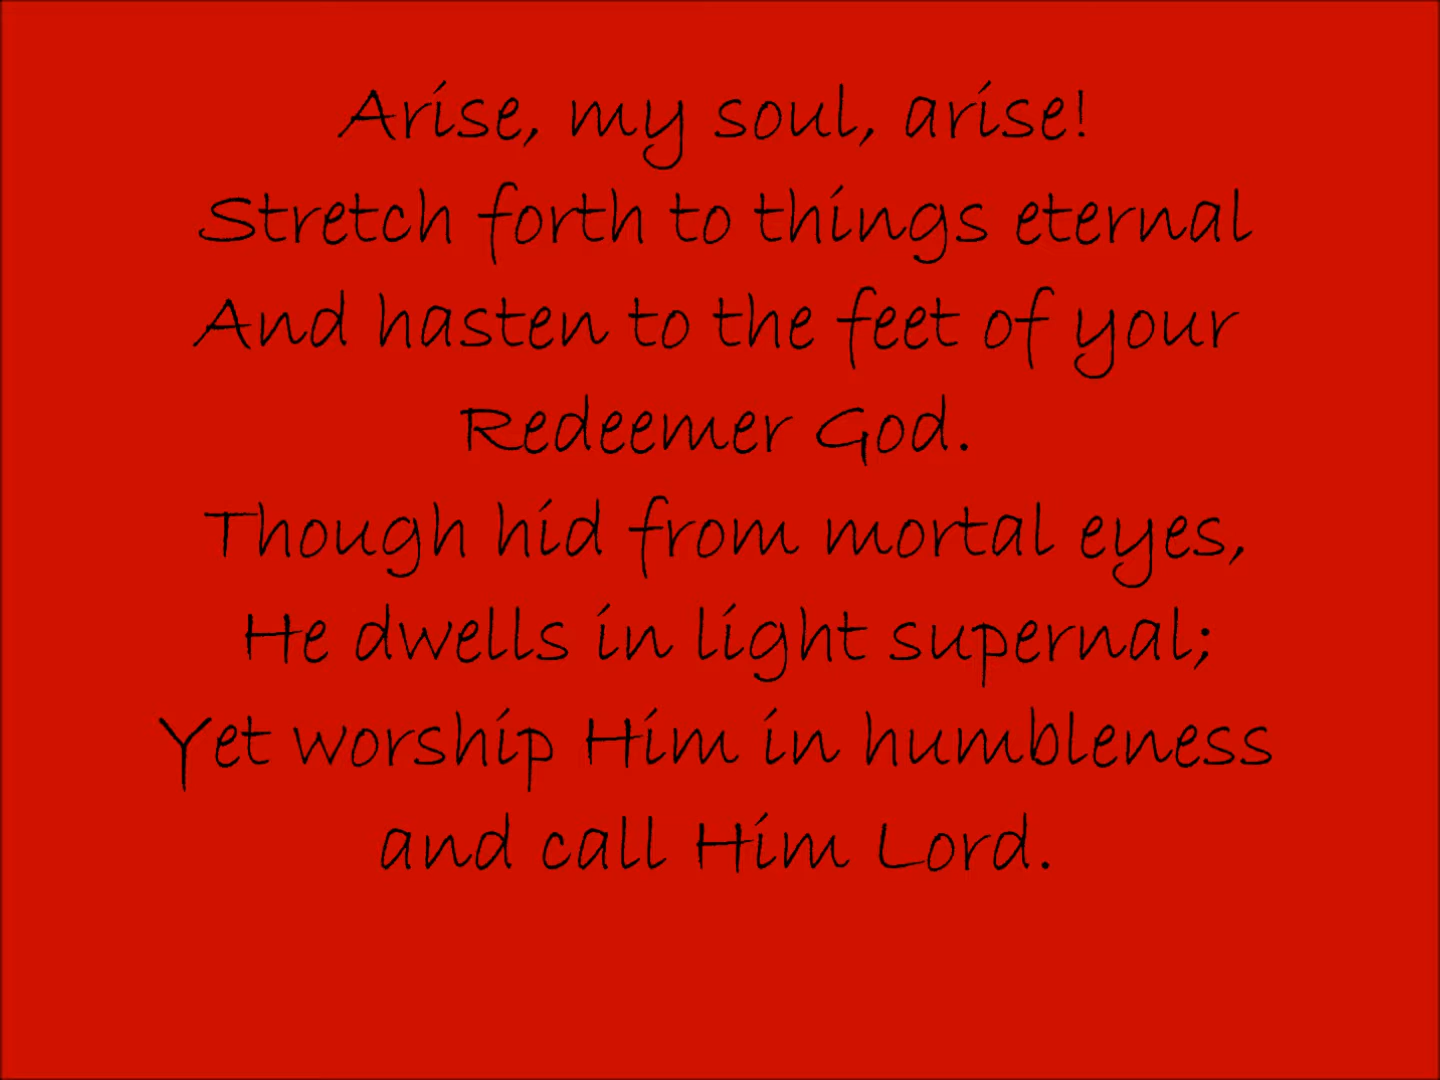 Arise, my soul, arise!
Stretch forth to things eternal
And hasten to the feet of your
Redeemer God.
Though hid from mortal eyes,
He dwells in light supernal;
Yet worship Him in humbleness
and call Him Lord.